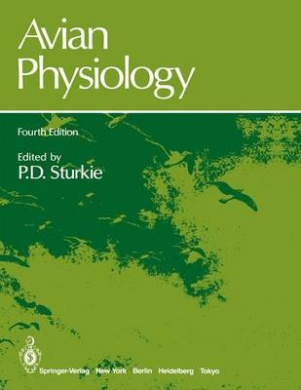 Avian
Physiology
Fourth Edition
Edited by
P.D. Sturkie
Springer-Verlag New York Berlin Heidelberg Tokyo